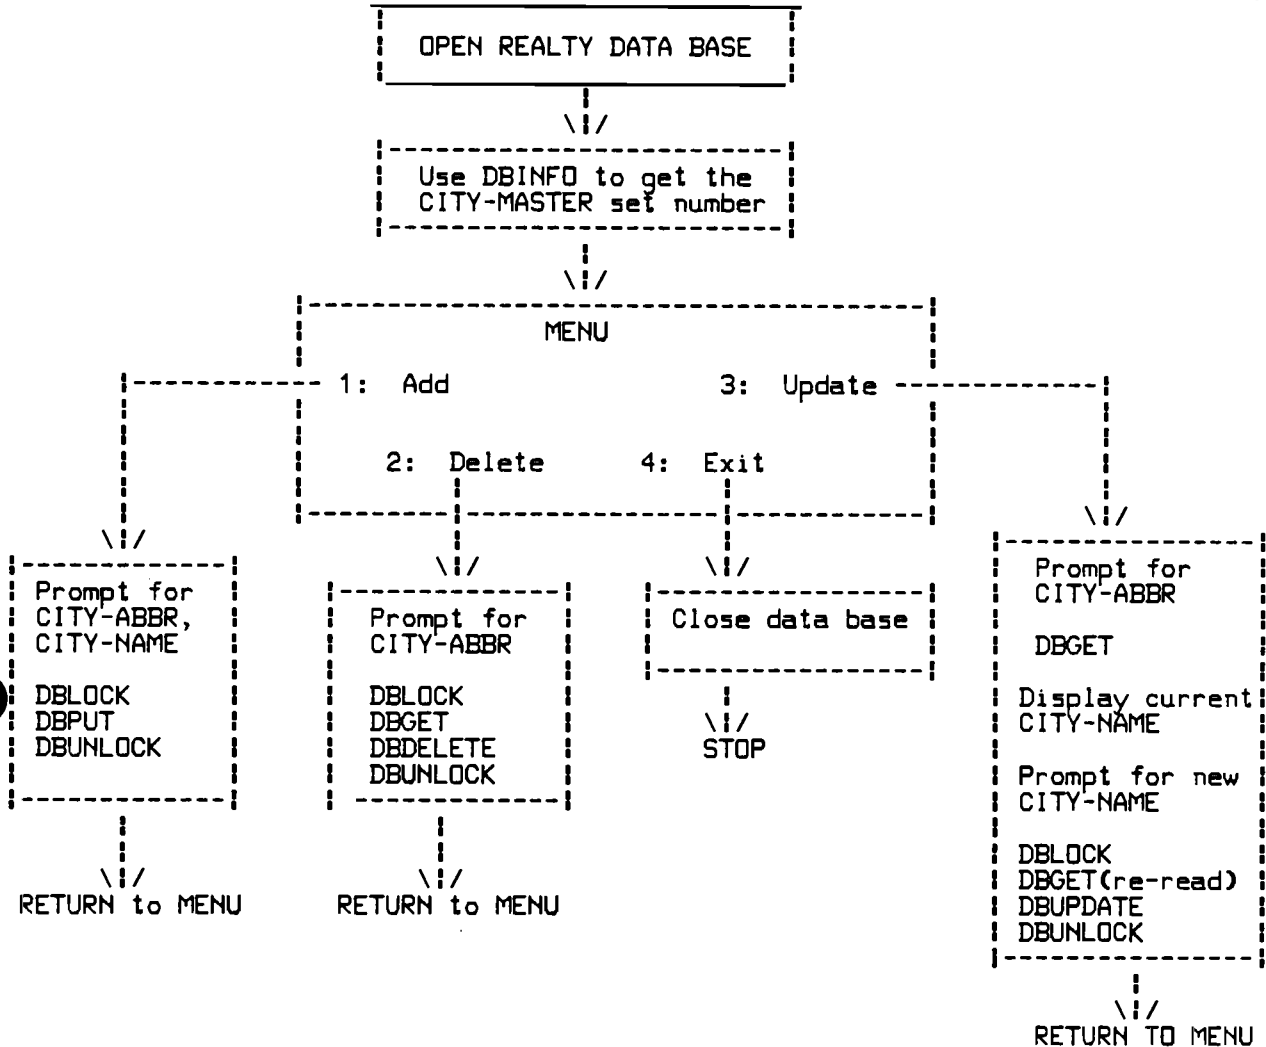 OPEN REALTY DATA BASE
Use DBINFO to get the
CITY-MASTER set number
MENU
1: Add
3: Update
2: Delete
4: Exit
Prompt for
CITY-ABBR,
CITY-NAME
DBLOCK
DBPUT
DBUNLOCK
RETURN to MENU
Prompt for
CITY-ABBR
DBLOCK
DBGET
DBDELETE
DBUNLOCK
RETURN to MENU
Close data base
STOP
Prompt for
CITY-ABBR
DBGET
Display current
CITY-NAME
Prompt for new
CITY-NAME
DBLOCK
DBGET(re-read)
DBUPDATE
DBUNLOCK
RETURN TO MENU